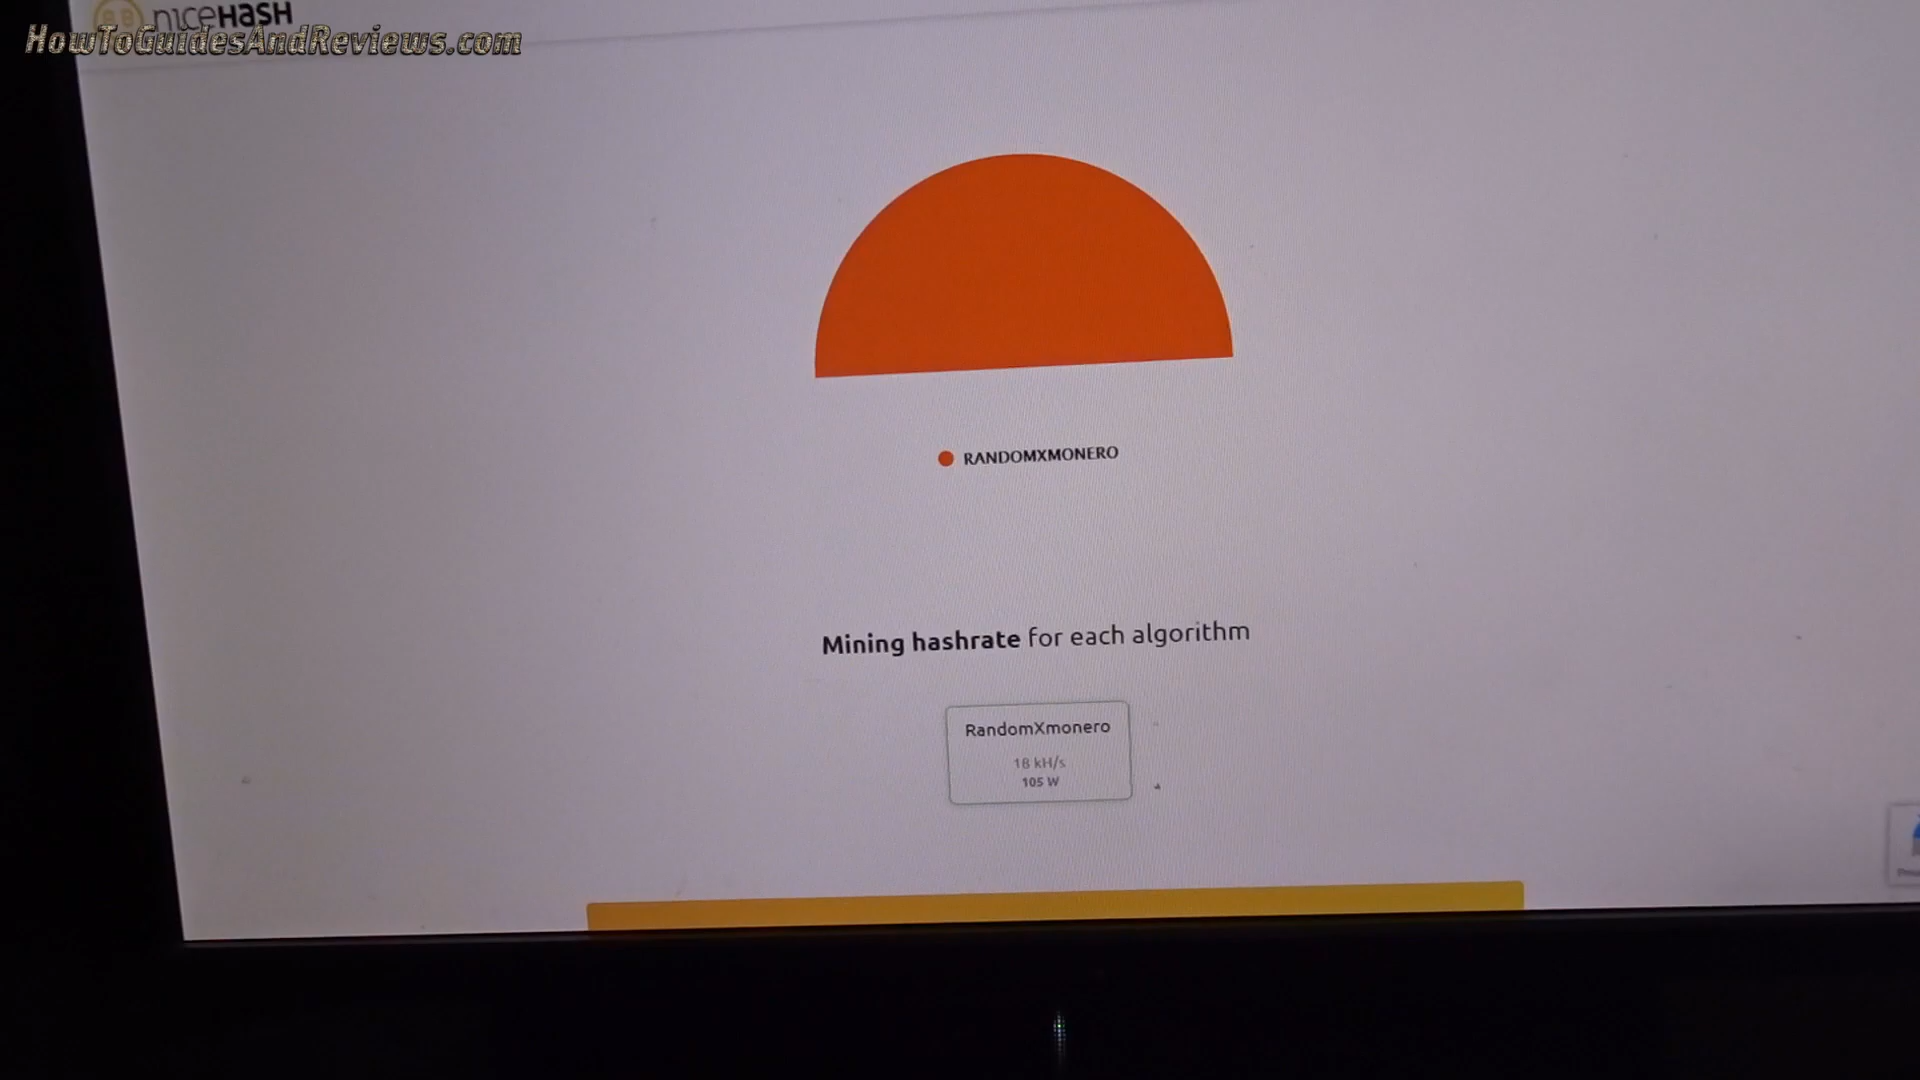 niceHASH
HowToGuidesAndReviews.com
RANDOMXMONERO
Mining hashrate for each algorithm
RandomXmonero
18 kH/s
105 W